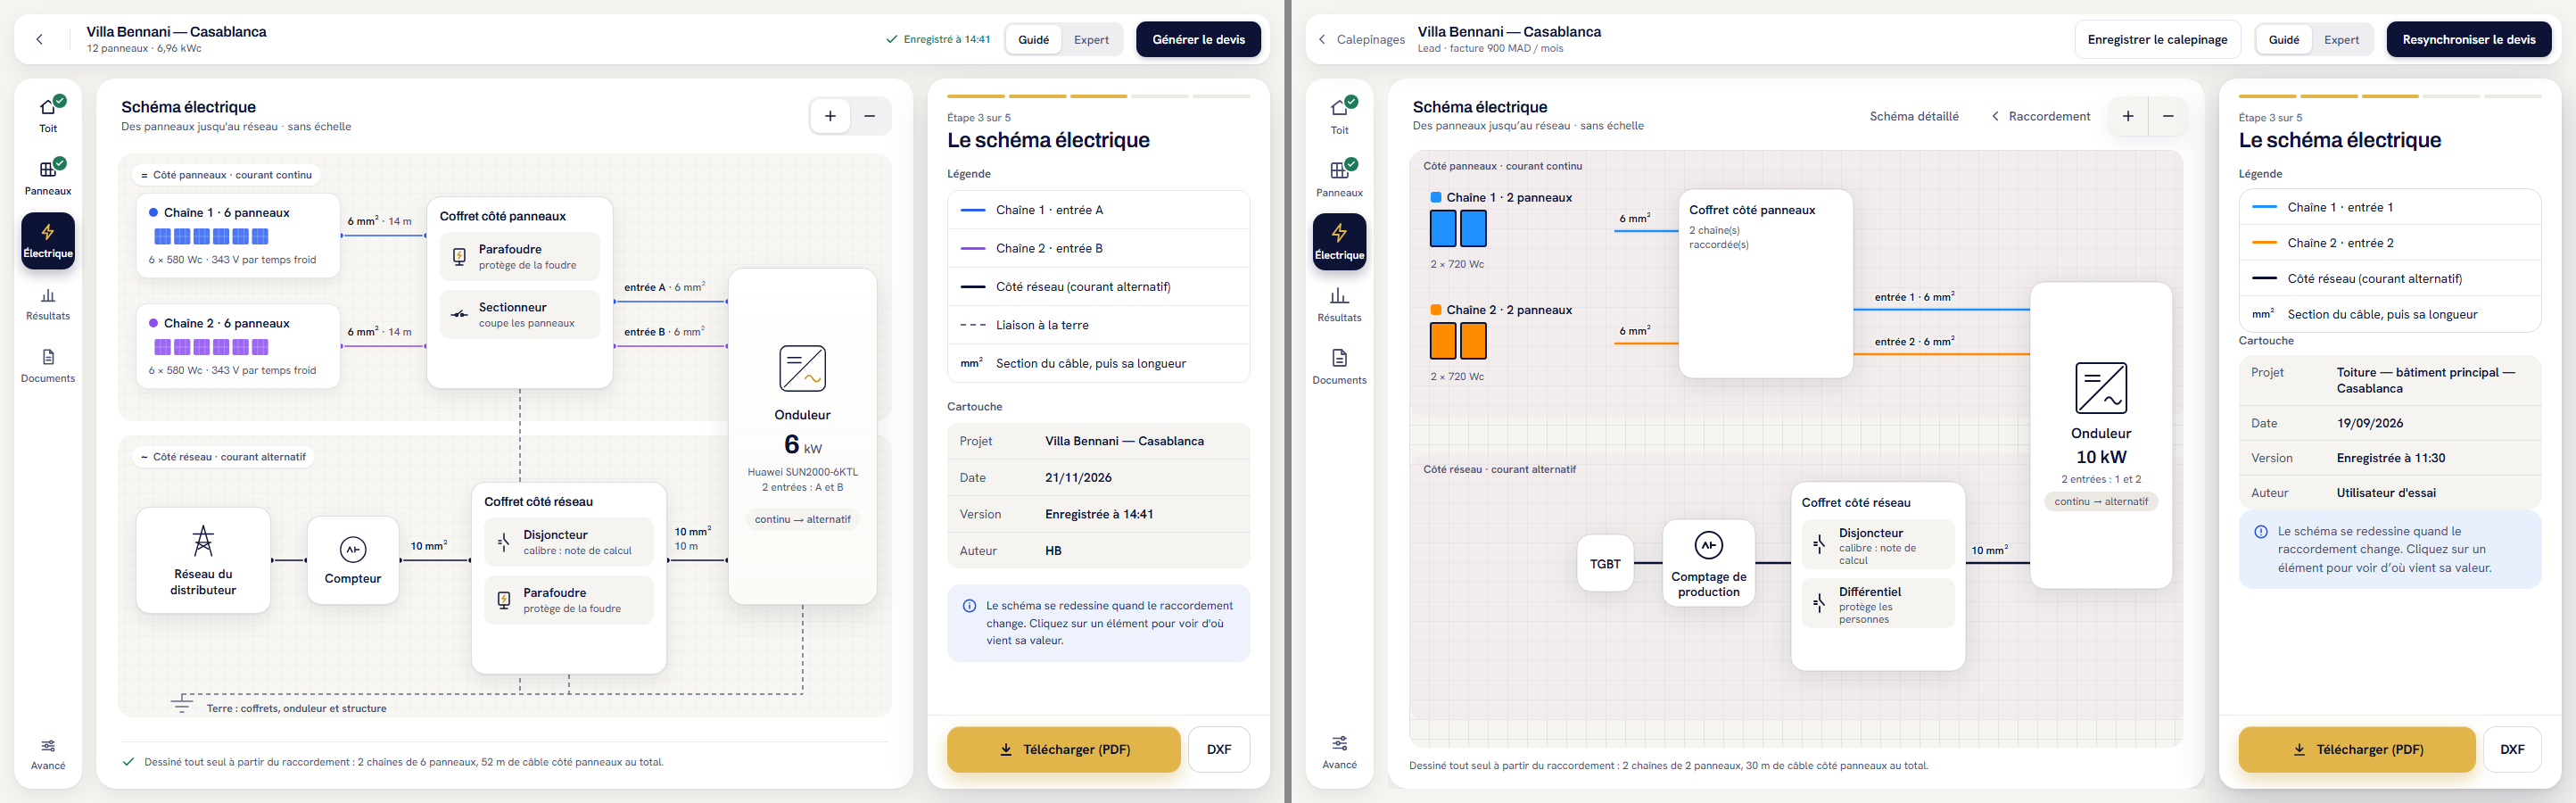 Villa Bennani — Casablanca
12 panneaux · 6,96 kWc
Enregistré à 14:41
Guidé
Expert
Générer le devis
Toit
Panneaux
Électrique
Résultats
Documents
Avancé
Schéma électrique
Des panneaux jusqu'au réseau · sans échelle
+
−
= Côté panneaux · courant continu
Chaîne 1 · 6 panneaux
6 × 580 Wc · 343 V par temps froid
6 mm² · 14 m
Chaîne 2 · 6 panneaux
6 × 580 Wc · 343 V par temps froid
6 mm² · 14 m
Coffret côté panneaux
Parafoudre
protège de la foudre
Sectionneur
coupe les panneaux
entrée A · 6 mm²
entrée B · 6 mm²
Onduleur
6 kW
Huawei SUN2000-6KTL
2 entrées : A et B
continu → alternatif
~ Côté réseau · courant alternatif
Réseau du
distributeur
Compteur
10 mm²
Coffret côté réseau
Disjoncteur
calibre : note de calcul
Parafoudre
protège de la foudre
10 mm²
10 m
Terre : coffrets, onduleur et structure
Dessiné tout seul à partir du raccordement : 2 chaînes de 6 panneaux, 52 m de câble côté panneaux au total.
Étape 3 sur 5
Le schéma électrique
Légende
Chaîne 1 · entrée A
Chaîne 2 · entrée B
Côté réseau (courant alternatif)
Liaison à la terre
mm² Section du câble, puis sa longueur
Cartouche
Projet Villa Bennani — Casablanca
Date 21/11/2026
Version Enregistrée à 14:41
Auteur HB
Le schéma se redessine quand le raccordement
change. Cliquez sur un élément pour voir d'où
vient sa valeur.
Télécharger (PDF)
DXF
Calepinages
Villa Bennani — Casablanca
Lead · facture 900 MAD / mois
Enregistrer le calepinage
Guidé
Expert
Resynchroniser le devis
Toit
Panneaux
Électrique
Résultats
Documents
Avancé
Schéma électrique
Des panneaux jusqu’au réseau · sans échelle
Schéma détaillé
Raccordement
+
−
Côté panneaux · courant continu
Chaîne 1 · 2 panneaux
2 × 720 Wc
6 mm²
Chaîne 2 · 2 panneaux
2 × 720 Wc
6 mm²
Coffret côté panneaux
2 chaîne(s)
raccordée(s)
entrée 1 · 6 mm²
entrée 2 · 6 mm²
Onduleur
10 kW
2 entrées : 1 et 2
continu → alternatif
Côté réseau · courant alternatif
TGBT
Comptage de
production
Coffret côté réseau
Disjoncteur
calibre : note de
calcul
Différentiel
protège les
personnes
10 mm²
Dessiné tout seul à partir du raccordement : 2 chaînes de 2 panneaux, 30 m de câble côté panneaux au total.
Étape 3 sur 5
Le schéma électrique
Légende
Chaîne 1 · entrée 1
Chaîne 2 · entrée 2
Côté réseau (courant alternatif)
mm² Section du câble, puis sa longueur
Cartouche
Projet Toiture — bâtiment principal —
Casablanca
Date 19/09/2026
Version Enregistrée à 11:30
Auteur Utilisateur d'essai
Le schéma se redessine quand le
raccordement change. Cliquez sur un
élément pour voir d’où vient sa valeur.
Télécharger (PDF)
DXF